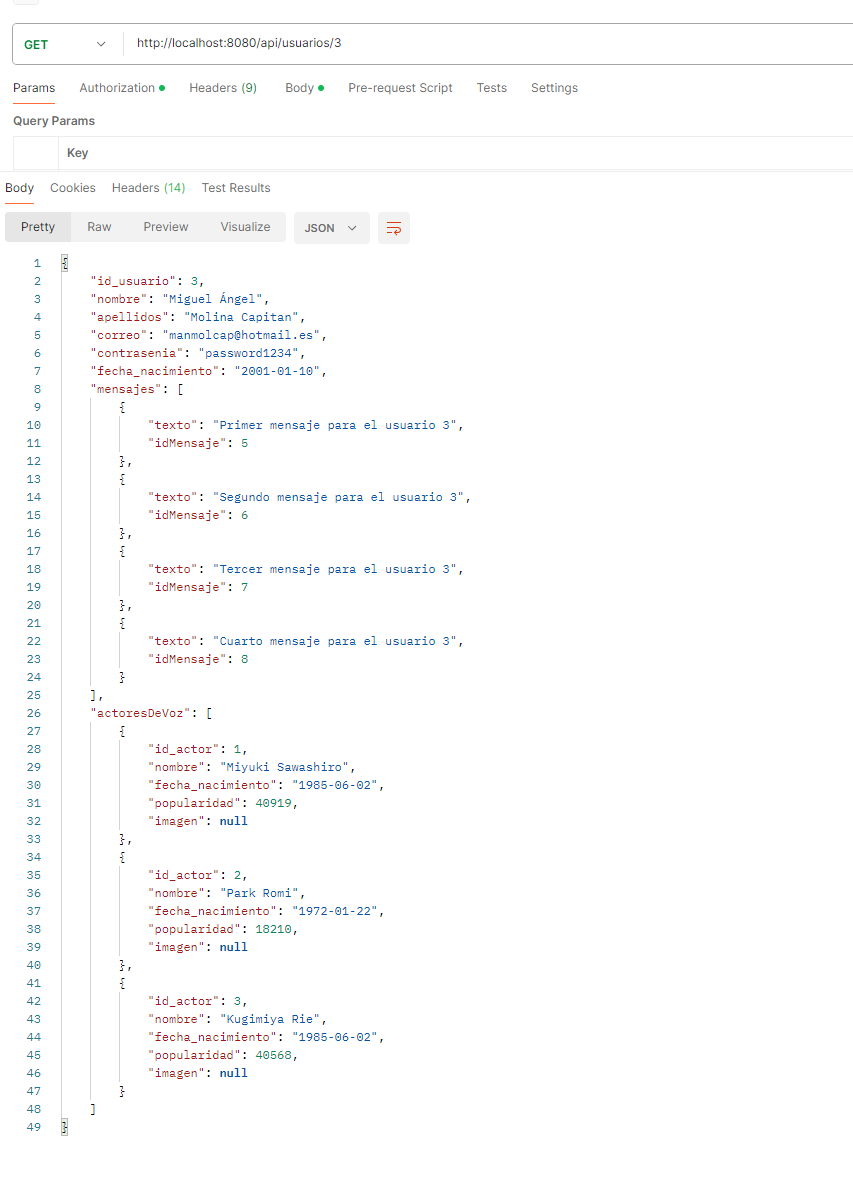 GET http://localhost:8080/api/usuarios/3
Params Authorization Headers (9) Body Pre-request Script Tests Settings
Query Params
Key
Body Cookies Headers (14) Test Results
Pretty Raw Preview Visualize JSON
1 {
2 "id_usuario": 3,
3 "nombre": "Miguel Ángel",
4 "apellidos": "Molina Capitan",
5 "correo": "manmolcap@hotmail.es",
6 "contrasenia": "password1234",
7 "fecha_nacimiento": "2001-01-10",
8 "mensajes": [
9 {
10 "texto": "Primer mensaje para el usuario 3",
11 "idMensaje": 5
12 },
13 {
14 "texto": "Segundo mensaje para el usuario 3",
15 "idMensaje": 6
16 },
17 {
18 "texto": "Tercer mensaje para el usuario 3",
19 "idMensaje": 7
20 },
21 {
22 "texto": "Cuarto mensaje para el usuario 3",
23 "idMensaje": 8
24 }
25 ],
26 "actoresDeVoz": [
27 {
28 "id_actor": 1,
29 "nombre": "Miyuki Sawashiro",
30 "fecha_nacimiento": "1985-06-02",
31 "popularidad": 40919,
32 "imagen": null
33 },
34 {
35 "id_actor": 2,
36 "nombre": "Park Romi",
37 "fecha_nacimiento": "1972-01-22",
38 "popularidad": 18210,
39 "imagen": null
40 },
41 {
42 "id_actor": 3,
43 "nombre": "Kugimiya Rie",
44 "fecha_nacimiento": "1985-06-02",
45 "popularidad": 40568,
46 "imagen": null
47 }
48 ]
49 }